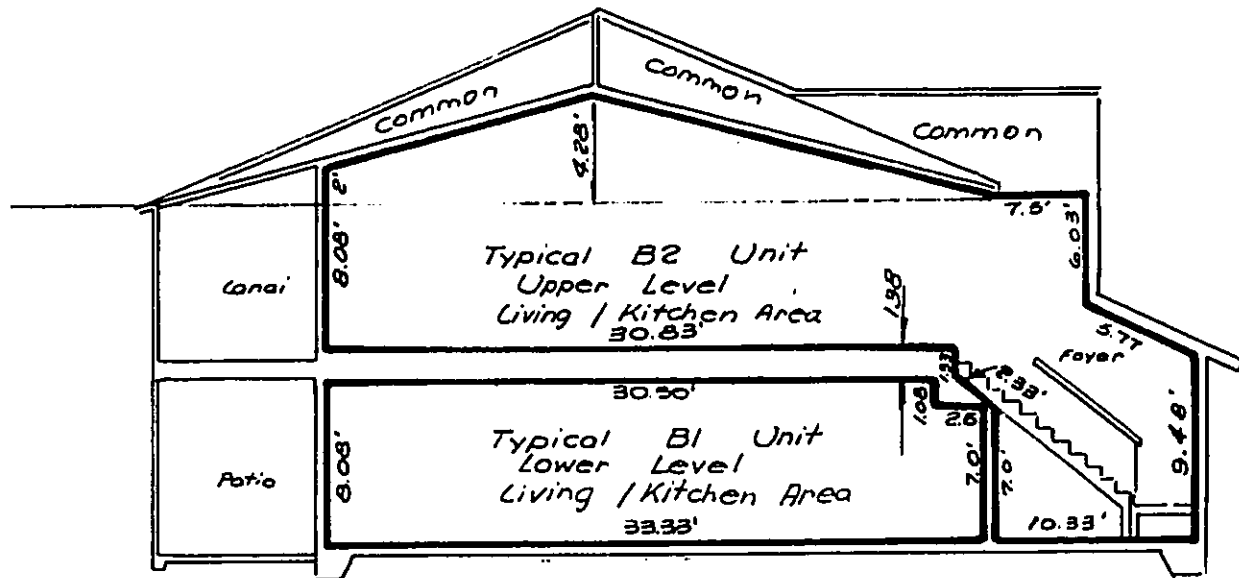 Common
Common
Common
4.28'
2'
7.5'
6.03'
8.08'
Lanai
Typical B2 Unit
Upper Level
Living / Kitchen Area
30.83'
1.98
5.77
Foyer
1.33'
2.33'
30.50'
1.08
2.6
9.48'
Typical B1 Unit
Lower Level
Living / Kitchen Area
Patio
8.08'
7.0'
7.0'
33.33'
10.33'